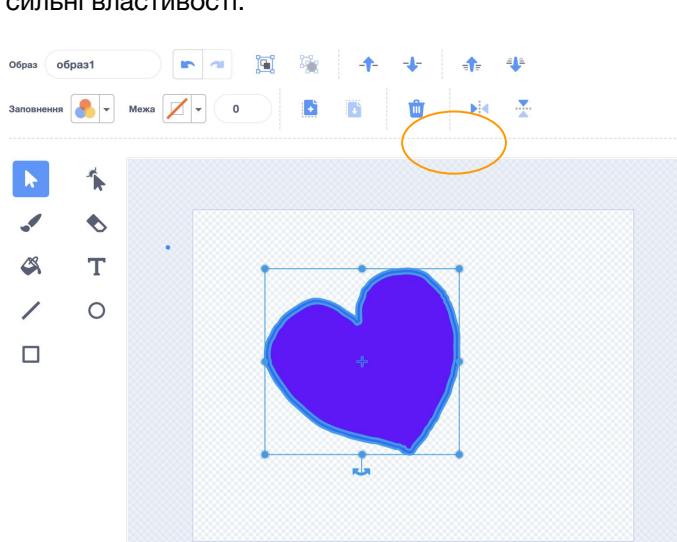 сильні властивості.
Образ образ1
Заповнення Межа 0
T